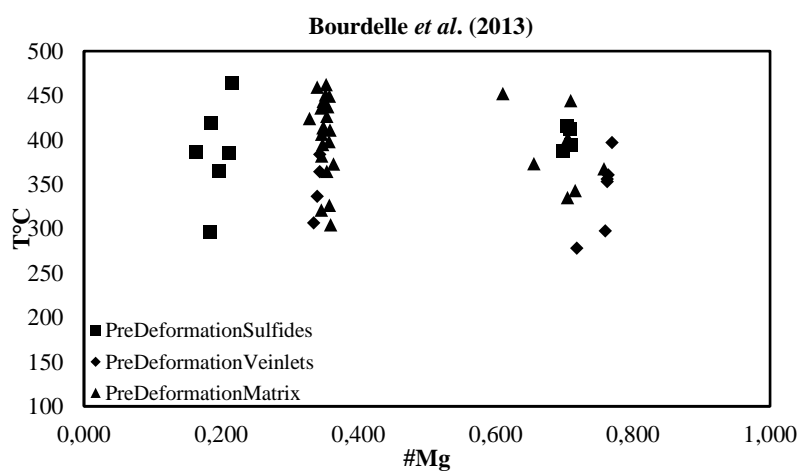 Bourdelle et al. (2013)
500
450
400
350
300
250
200
150
100
T°C
PreDeformationSulfides
PreDeformationVeinlets
PreDeformationMatrix
0,000
0,200
0,400
0,600
0,800
1,000
#Mg